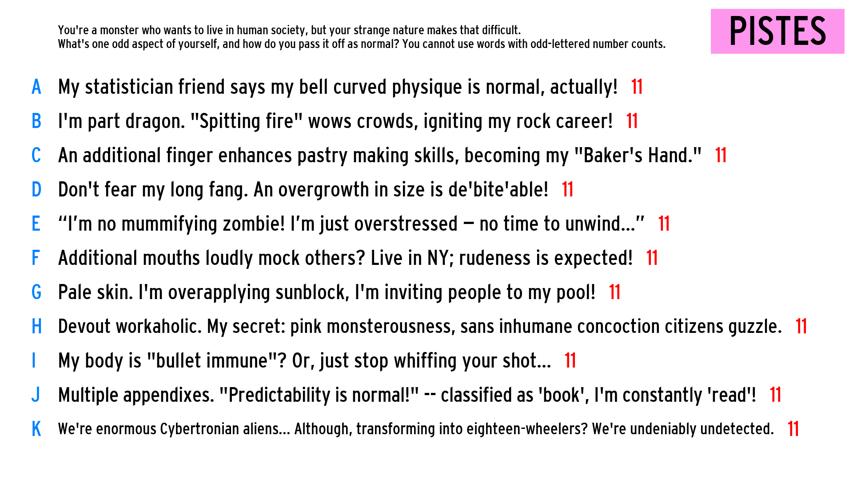 You're a monster who wants to live in human society, but your strange nature makes that difficult.
What's one odd aspect of yourself, and how do you pass it off as normal? You cannot use words with odd-lettered number counts.
PISTES
A My statistician friend says my bell curved physique is normal, actually! 11
B I'm part dragon. "Spitting fire" wows crowds, igniting my rock career! 11
C An additional finger enhances pastry making skills, becoming my "Baker's Hand." 11
D Don't fear my long fang. An overgrowth in size is de'bite'able! 11
E “I’m no mummifying zombie! I’m just overstressed – no time to unwind...” 11
F Additional mouths loudly mock others? Live in NY; rudeness is expected! 11
G Pale skin. I'm overapplying sunblock, I'm inviting people to my pool! 11
H Devout workaholic. My secret: pink monsterousness, sans inhumane concoction citizens guzzle. 11
I My body is "bullet immune"? Or, just stop whiffing your shot... 11
J Multiple appendixes. "Predictability is normal!" -- classified as 'book', I'm constantly 'read'! 11
K We're enormous Cybertronian aliens... Although, transforming into eighteen-wheelers? We're undeniably undetected. 11